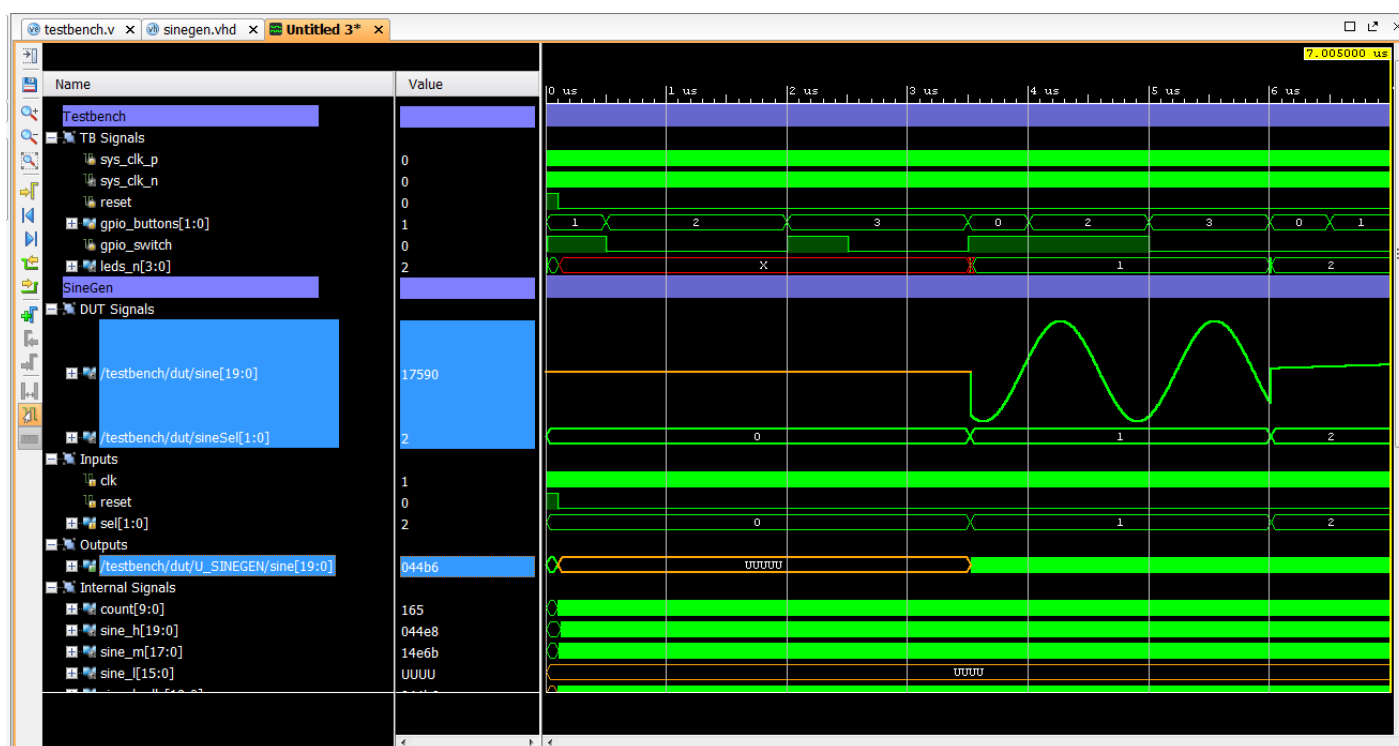 testbench.v sinegen.vhd Untitled 3*
7.005000 us
Name Value
0 us 1 us 2 us 3 us 4 us 5 us 6 us
Testbench
TB Signals
sys_clk_p 0
sys_clk_n 0
reset 0
gpio_buttons[1:0] 1 1 2 3 0 2 3 0 1
gpio_switch 0
leds_n[3:0] 2 X 1 2
SineGen
DUT Signals
/testbench/dut/sine[19:0] 17590
/testbench/dut/sineSel[1:0] 2 0 1 2
Inputs
clk 1
reset 0
sel[1:0] 2 0 1 2
Outputs
/testbench/dut/U_SINEGEN/sine[19:0] 044b6 UUUUU
Internal Signals
count[9:0] 165
sine_h[19:0] 044e8
sine_m[17:0] 14e6b
sine_l[15:0] UUUU UUUU